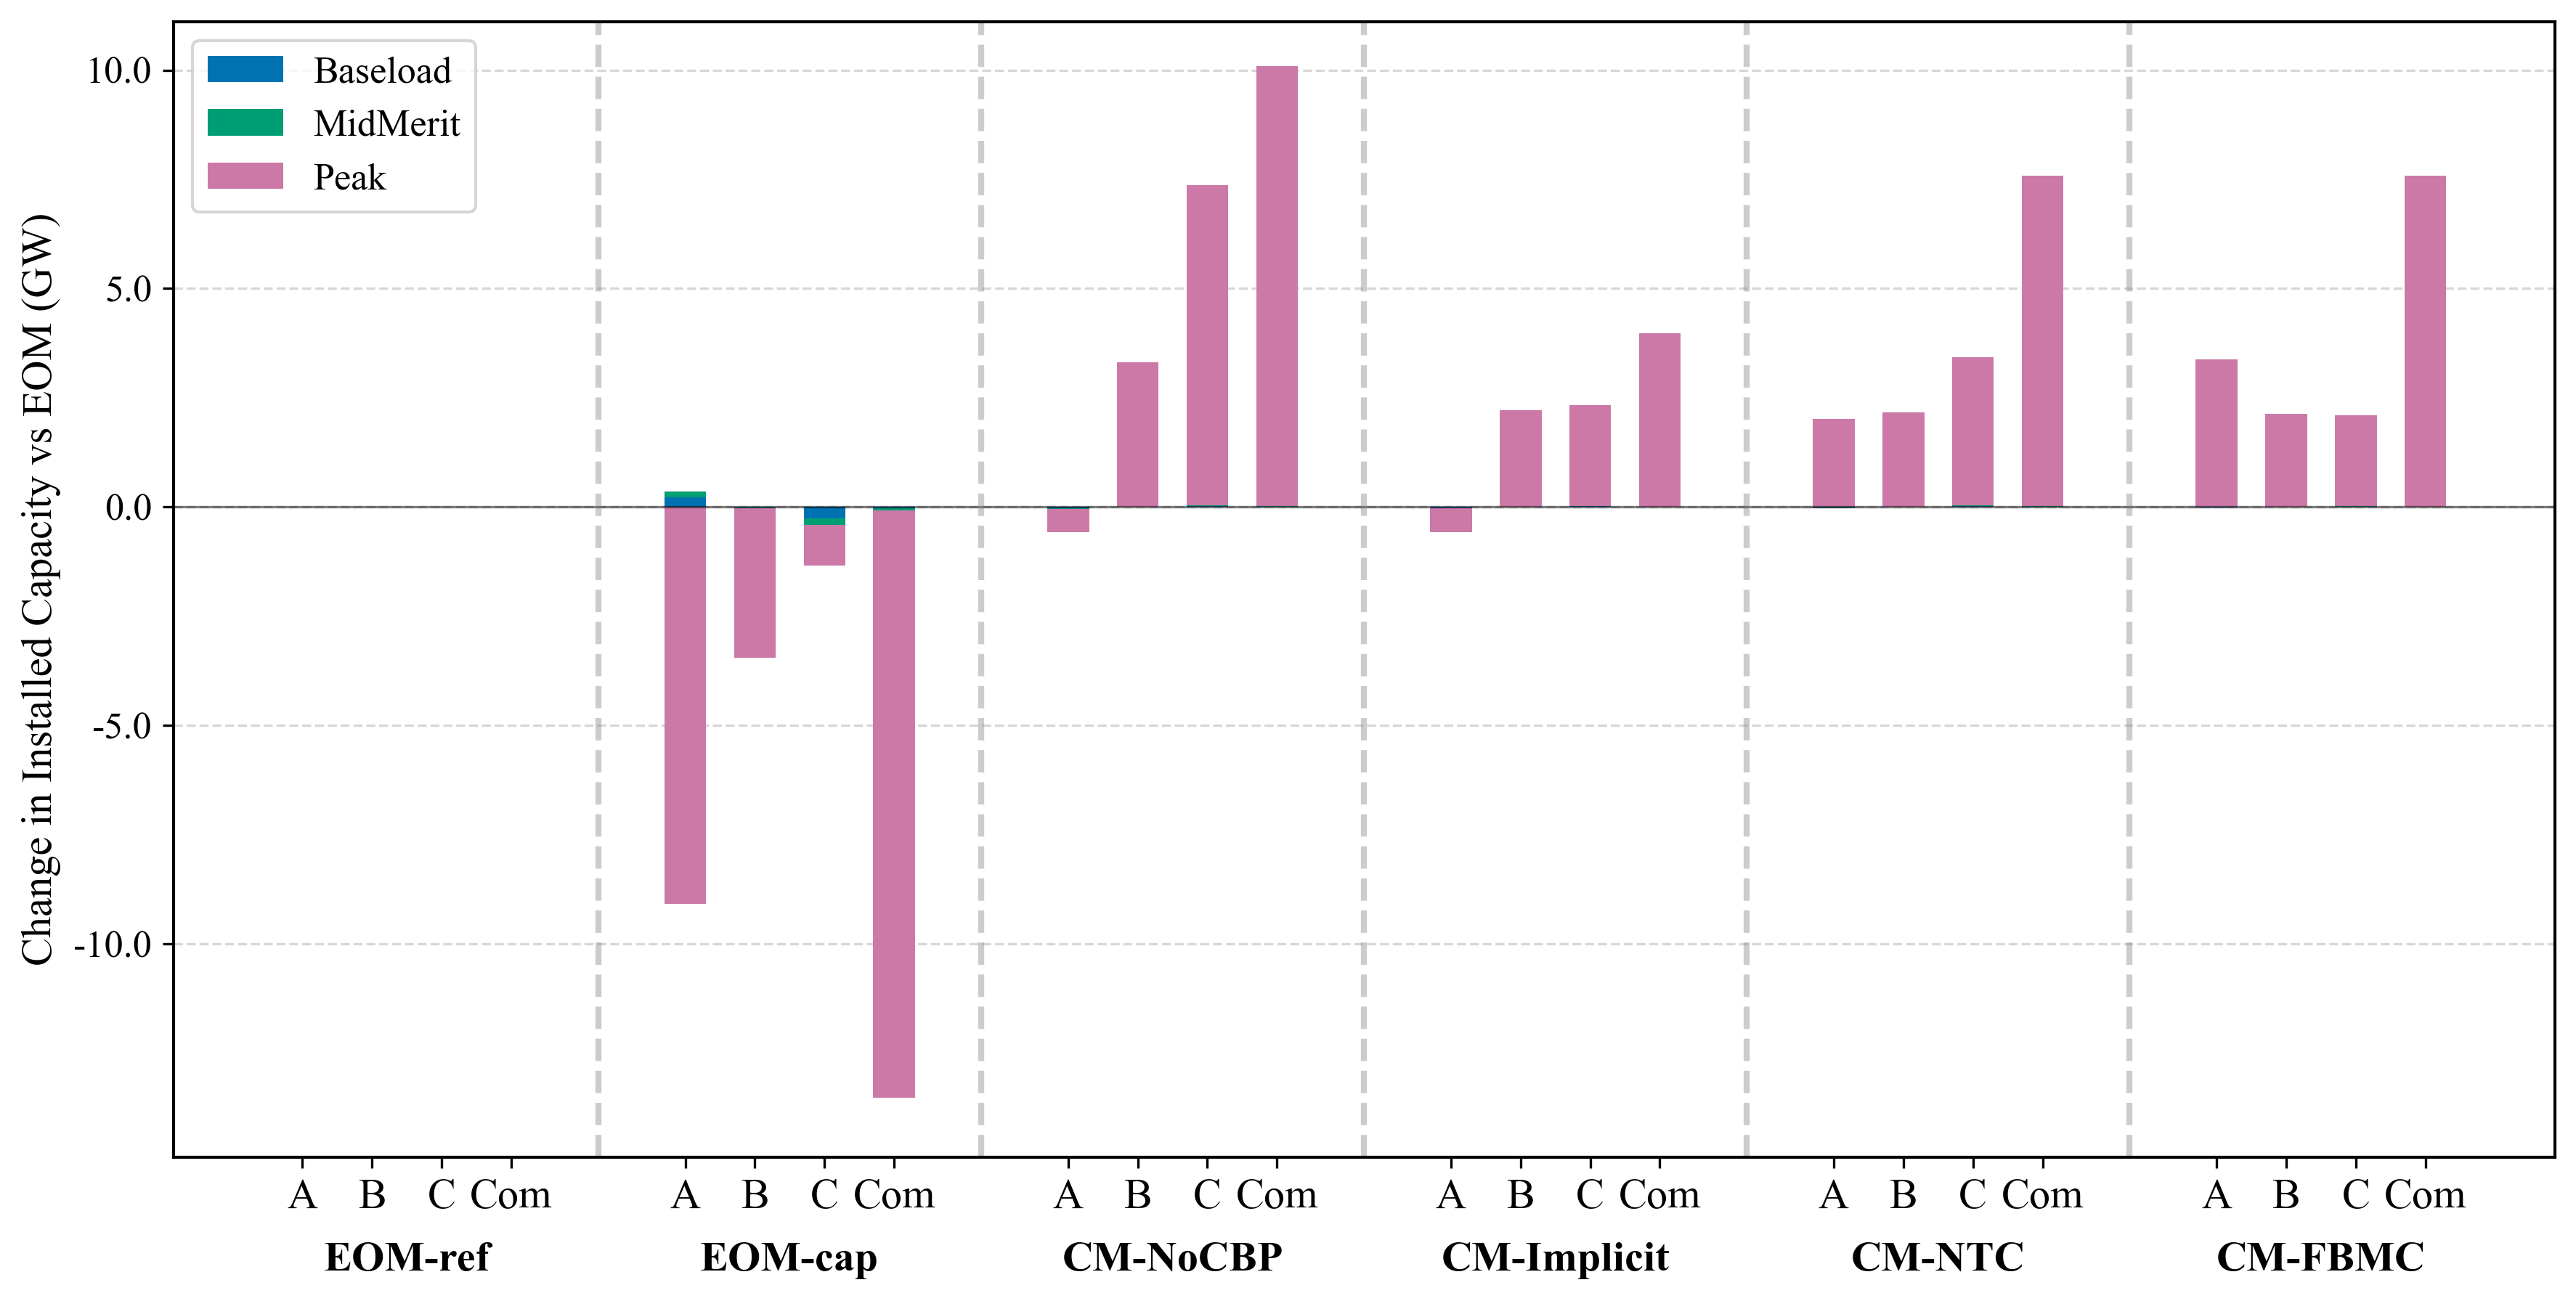 Baseload
MidMerit
Peak
Change in Installed Capacity vs EOM (GW)
10.0
5.0
0.0
-5.0
-10.0
A B C Com A B C Com A B C Com A B C Com A B C Com A B C Com
EOM-ref EOM-cap CM-NoCBP CM-Implicit CM-NTC CM-FBMC